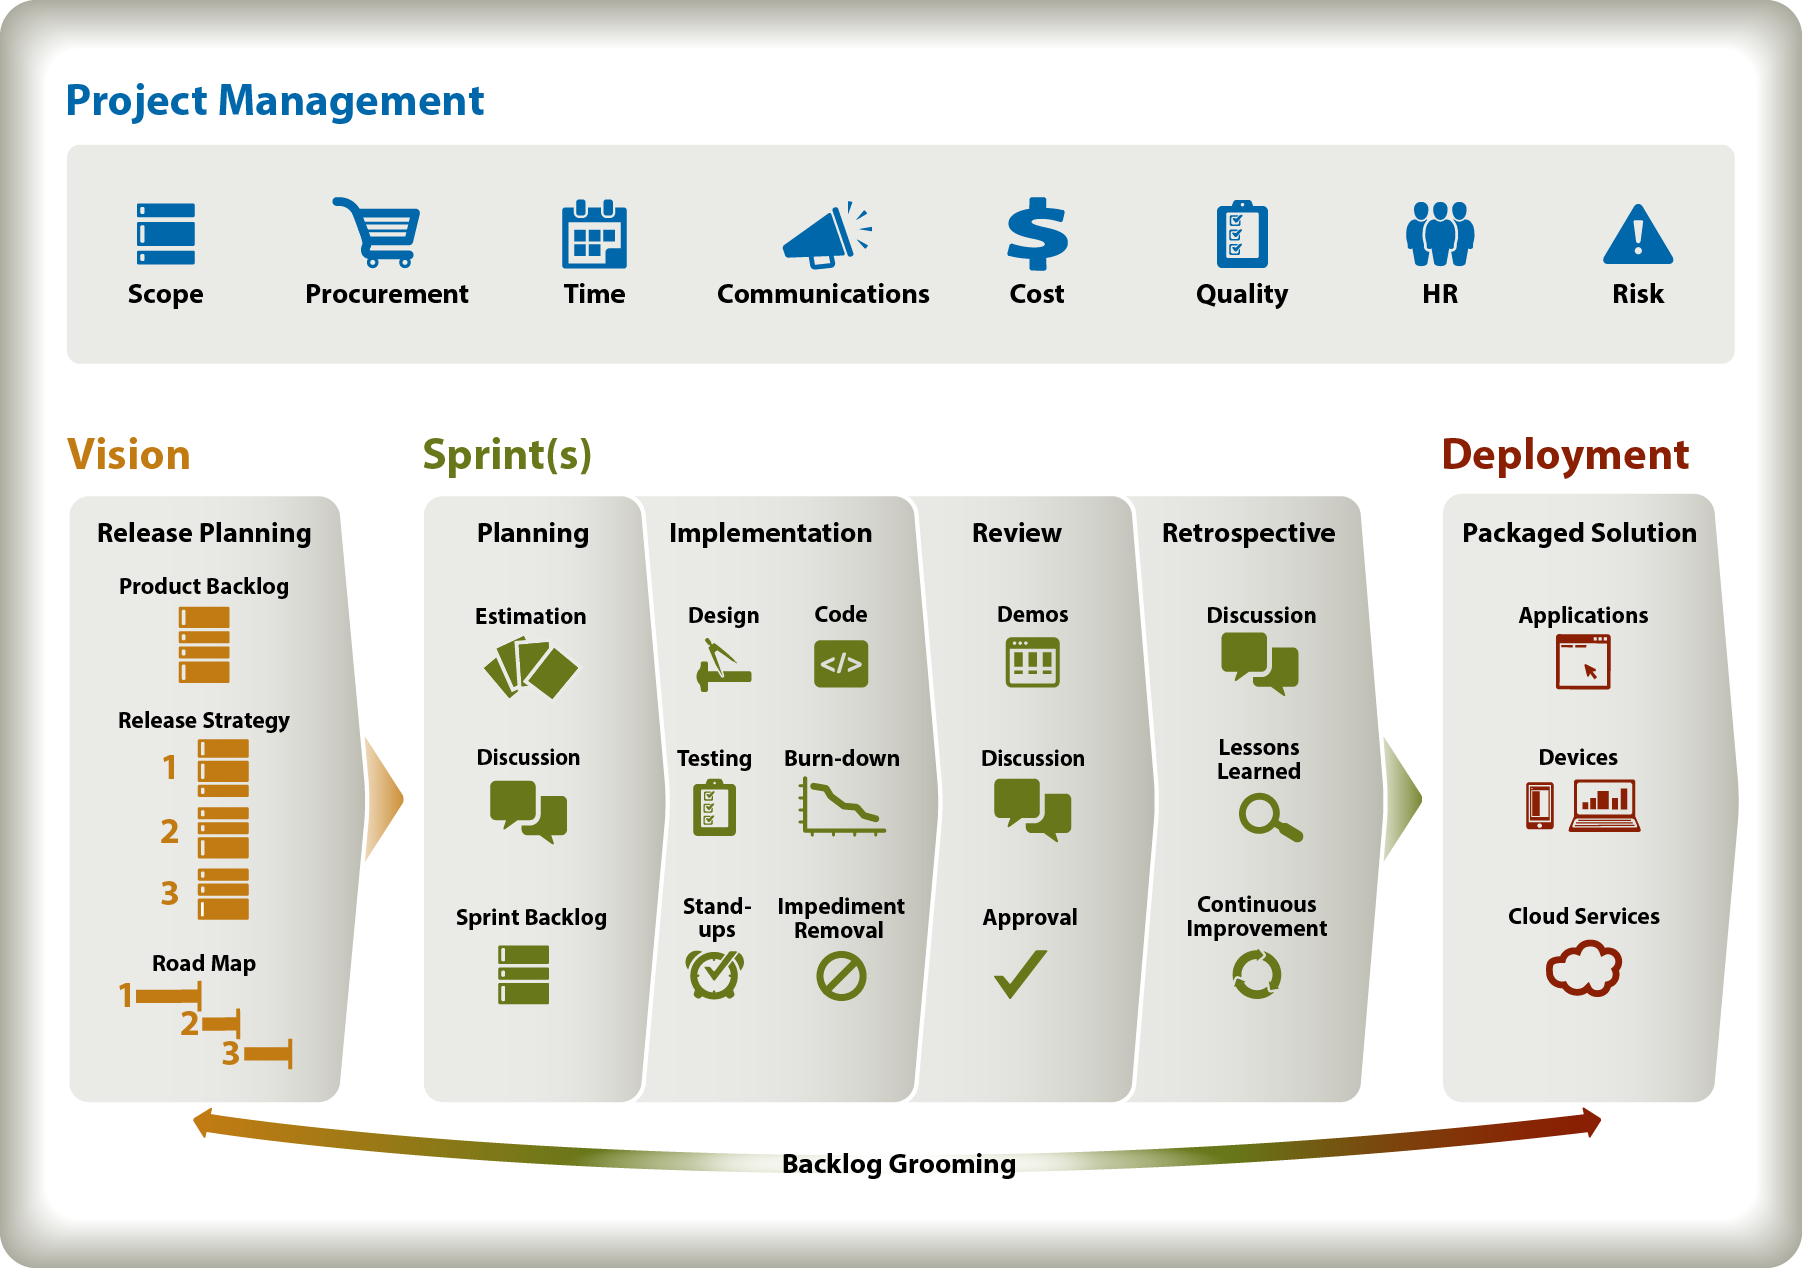 Project Management
Scope
Procurement
Time
Communications
Cost
Quality
HR
Risk
Vision
Release Planning
Product Backlog
Release Strategy
1
2
3
Road Map
1
2
3
Sprint(s)
Planning
Estimation
Discussion
Sprint Backlog
Implementation
Design
Code
</>
Testing
Burn-down
Stand-
ups
Impediment
Removal
Review
Demos
Discussion
Approval
Retrospective
Discussion
Lessons
Learned
Continuous
Improvement
Deployment
Packaged Solution
Applications
Devices
Cloud Services
Backlog Grooming